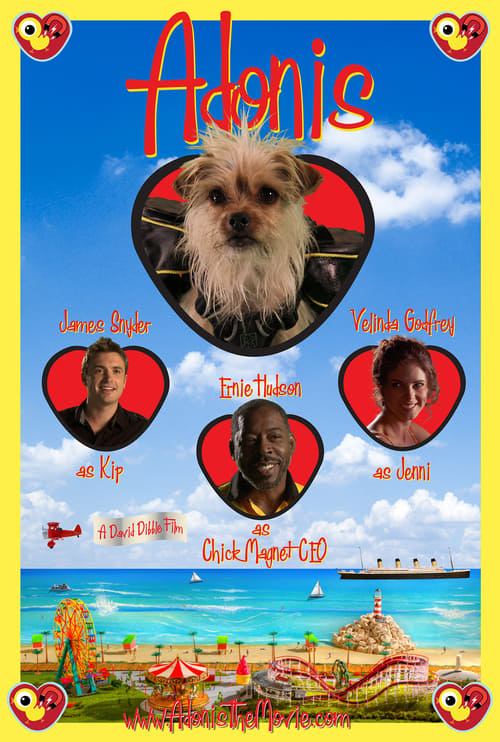 Adonis
James Snyder
Velinda Godfrey
Ernie Hudson
as Kip
as Jenni
as
Chick Magnet CEO
A David Dibble Film
www.AdonisTheMovie.com